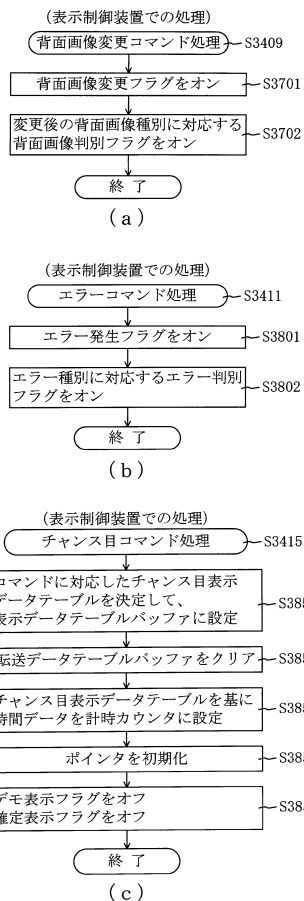 (表示制御装置での処理)
背面画像変更コマンド処理 S3409
背面画像変更フラグをオン S3701
変更後の背面画像種別に対応する
背面画像判別フラグをオン S3702
終 了
(a)
(表示制御装置での処理)
エラーコマンド処理 S3411
エラー発生フラグをオン S3801
エラー種別に対応するエラー判別
フラグをオン S3802
終 了
(b)
(表示制御装置での処理)
チャンス目コマンド処理 S3415
コマンドに対応したチャンス目表示
データテーブルを決定して、
表示データテーブルバッファに設定
転送データテーブルバッファをクリア
チャンス目表示データテーブルを基に
時間データを計時カウンタに設定
ポインタを初期化
デモ表示フラグをオフ
確定表示フラグをオフ
終 了
(c)